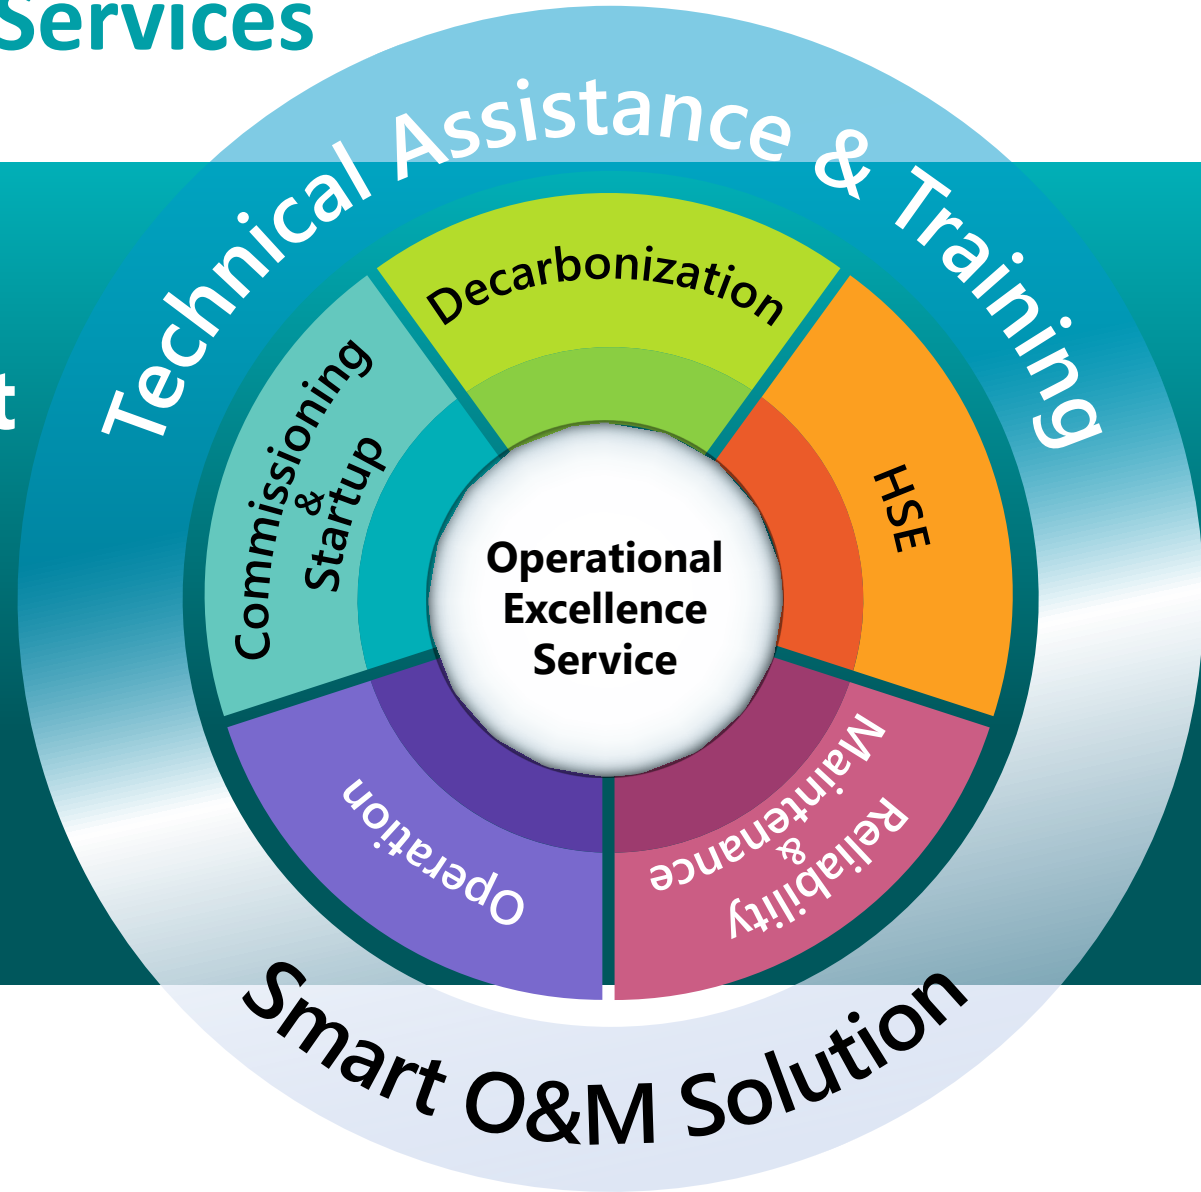 Services
t
Technical Assistance & Training
Decarbonization
HSE
Reliability
&
Maintenance
Operation
Commissioning
&
Startup
Operational
Excellence
Service
Smart O&M Solution